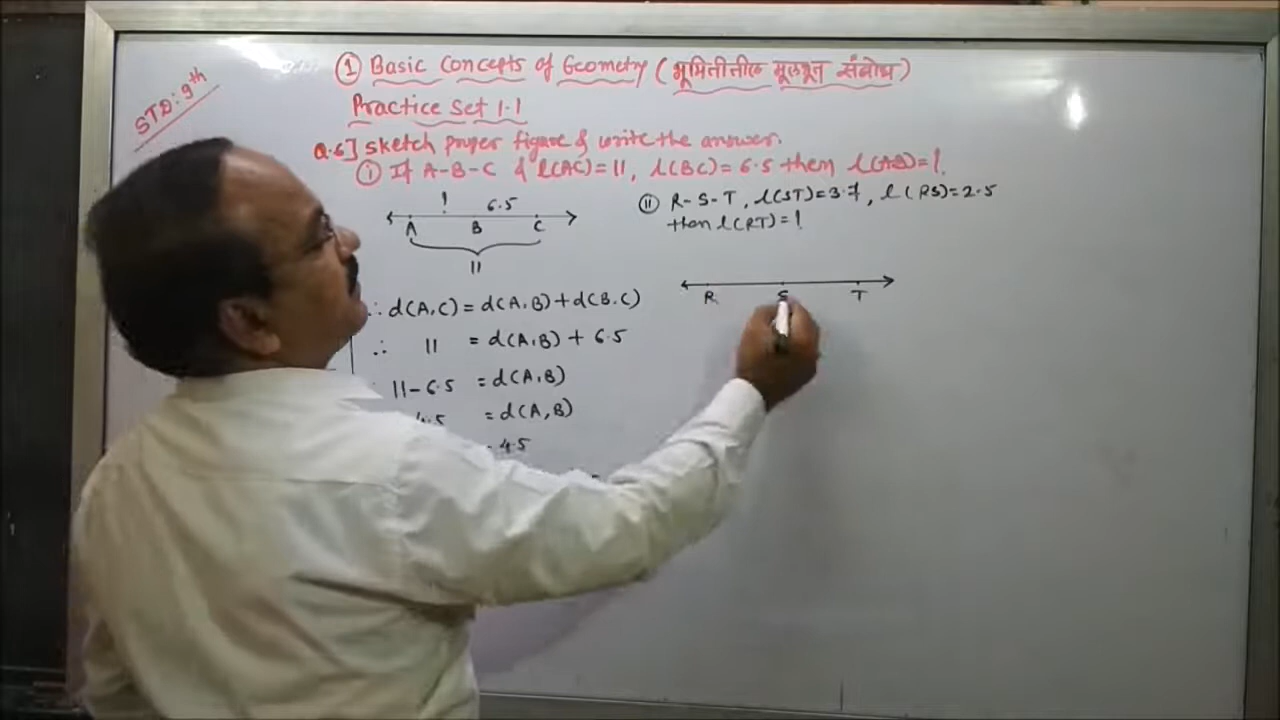 STD: 9th
① Basic Concepts of Geometry (भूमितीतील मूलभूत संबोध)
Practice Set 1.1
Q.6] Sketch proper figure & write the answer.
① If A-B-C & l(AC)=11, l(BC)=6.5 then l(AB)=?
? 6.5
A B C
11
∴ d(A,C) = d(A,B)+d(B,C)
∴ 11 = d(A,B) + 6.5
11-6.5 = d(A,B)
4.5 = d(A,B)
4.5
② R-S-T, l(ST)=3.7, l(RS)=2.5
then l(RT)=?
R S T